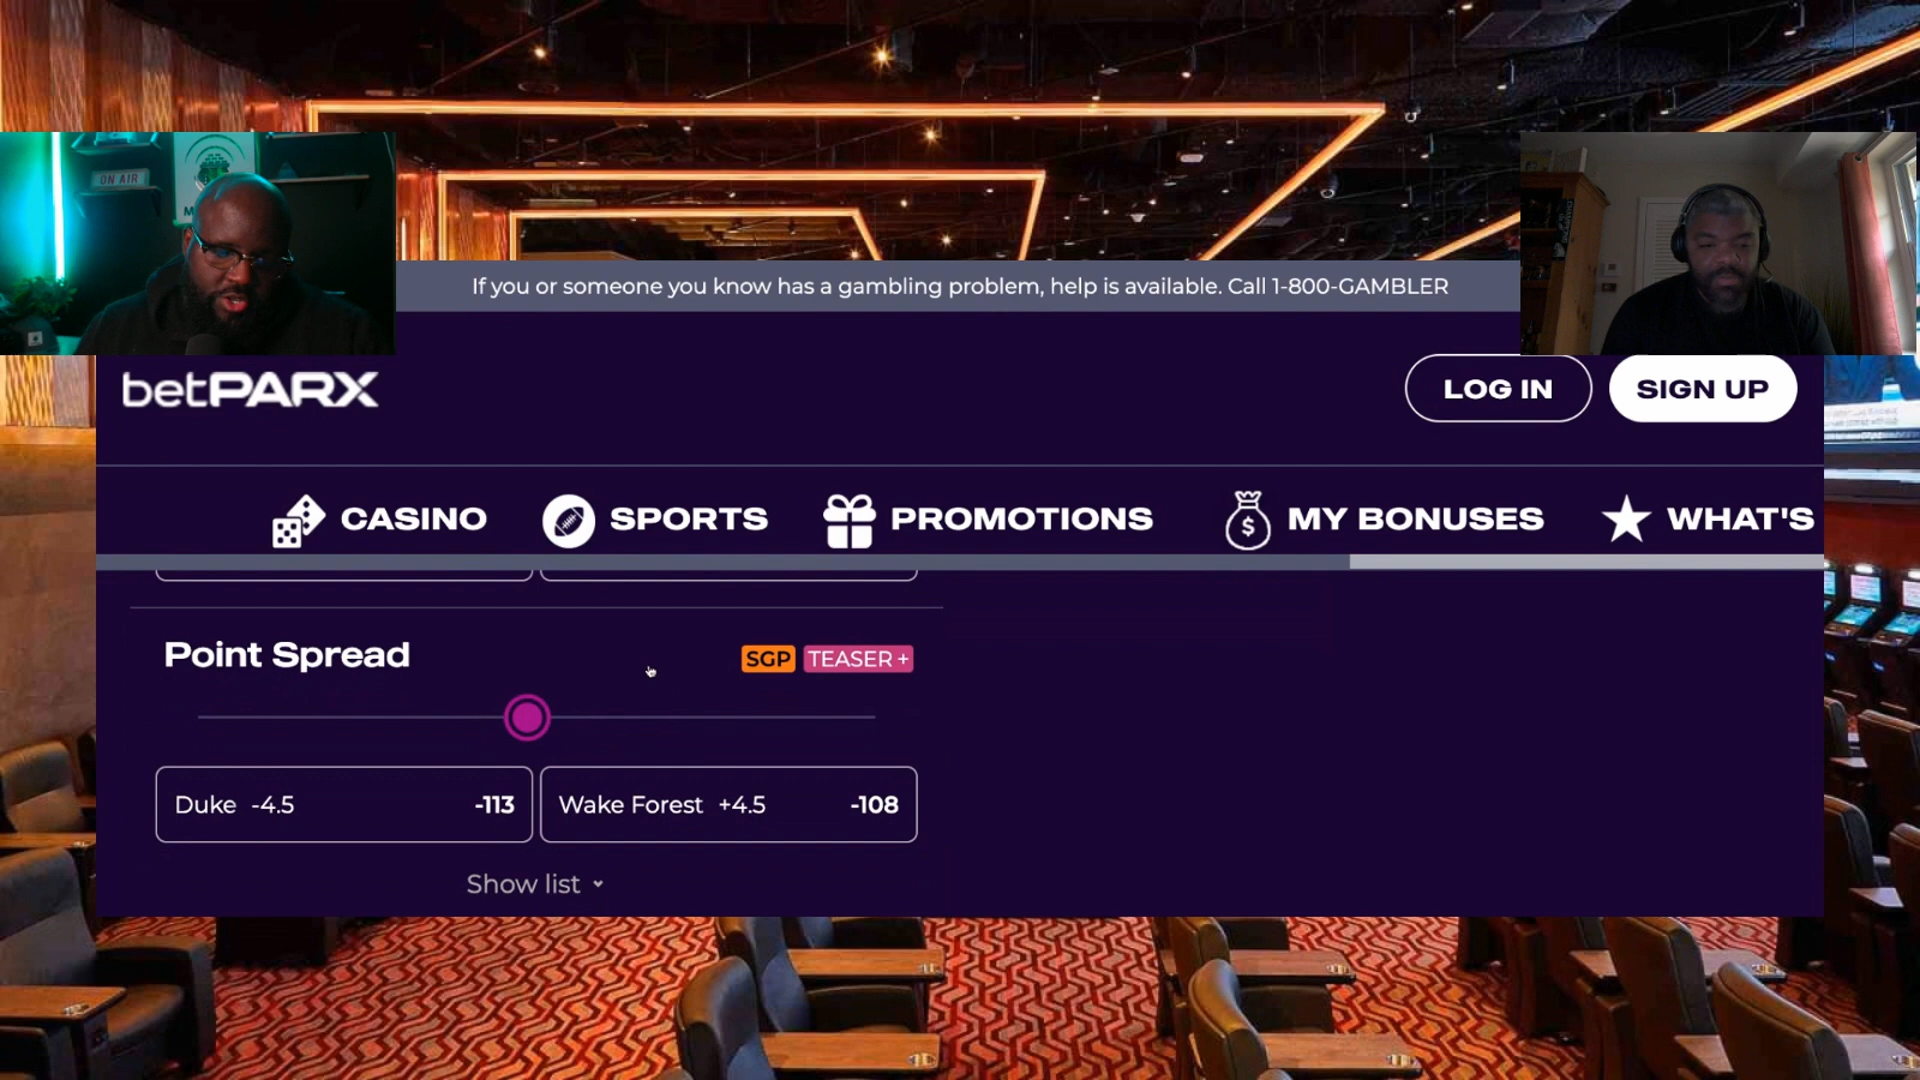 ON AIR
If you or someone you know has a gambling problem, help is available. Call 1-800-GAMBLER
betPARX
LOG IN
SIGN UP
CASINO
SPORTS
PROMOTIONS
$
MY BONUSES
WHAT'S
Point Spread
SGP
TEASER +
Duke -4.5 -113
Wake Forest +4.5 -108
Show list